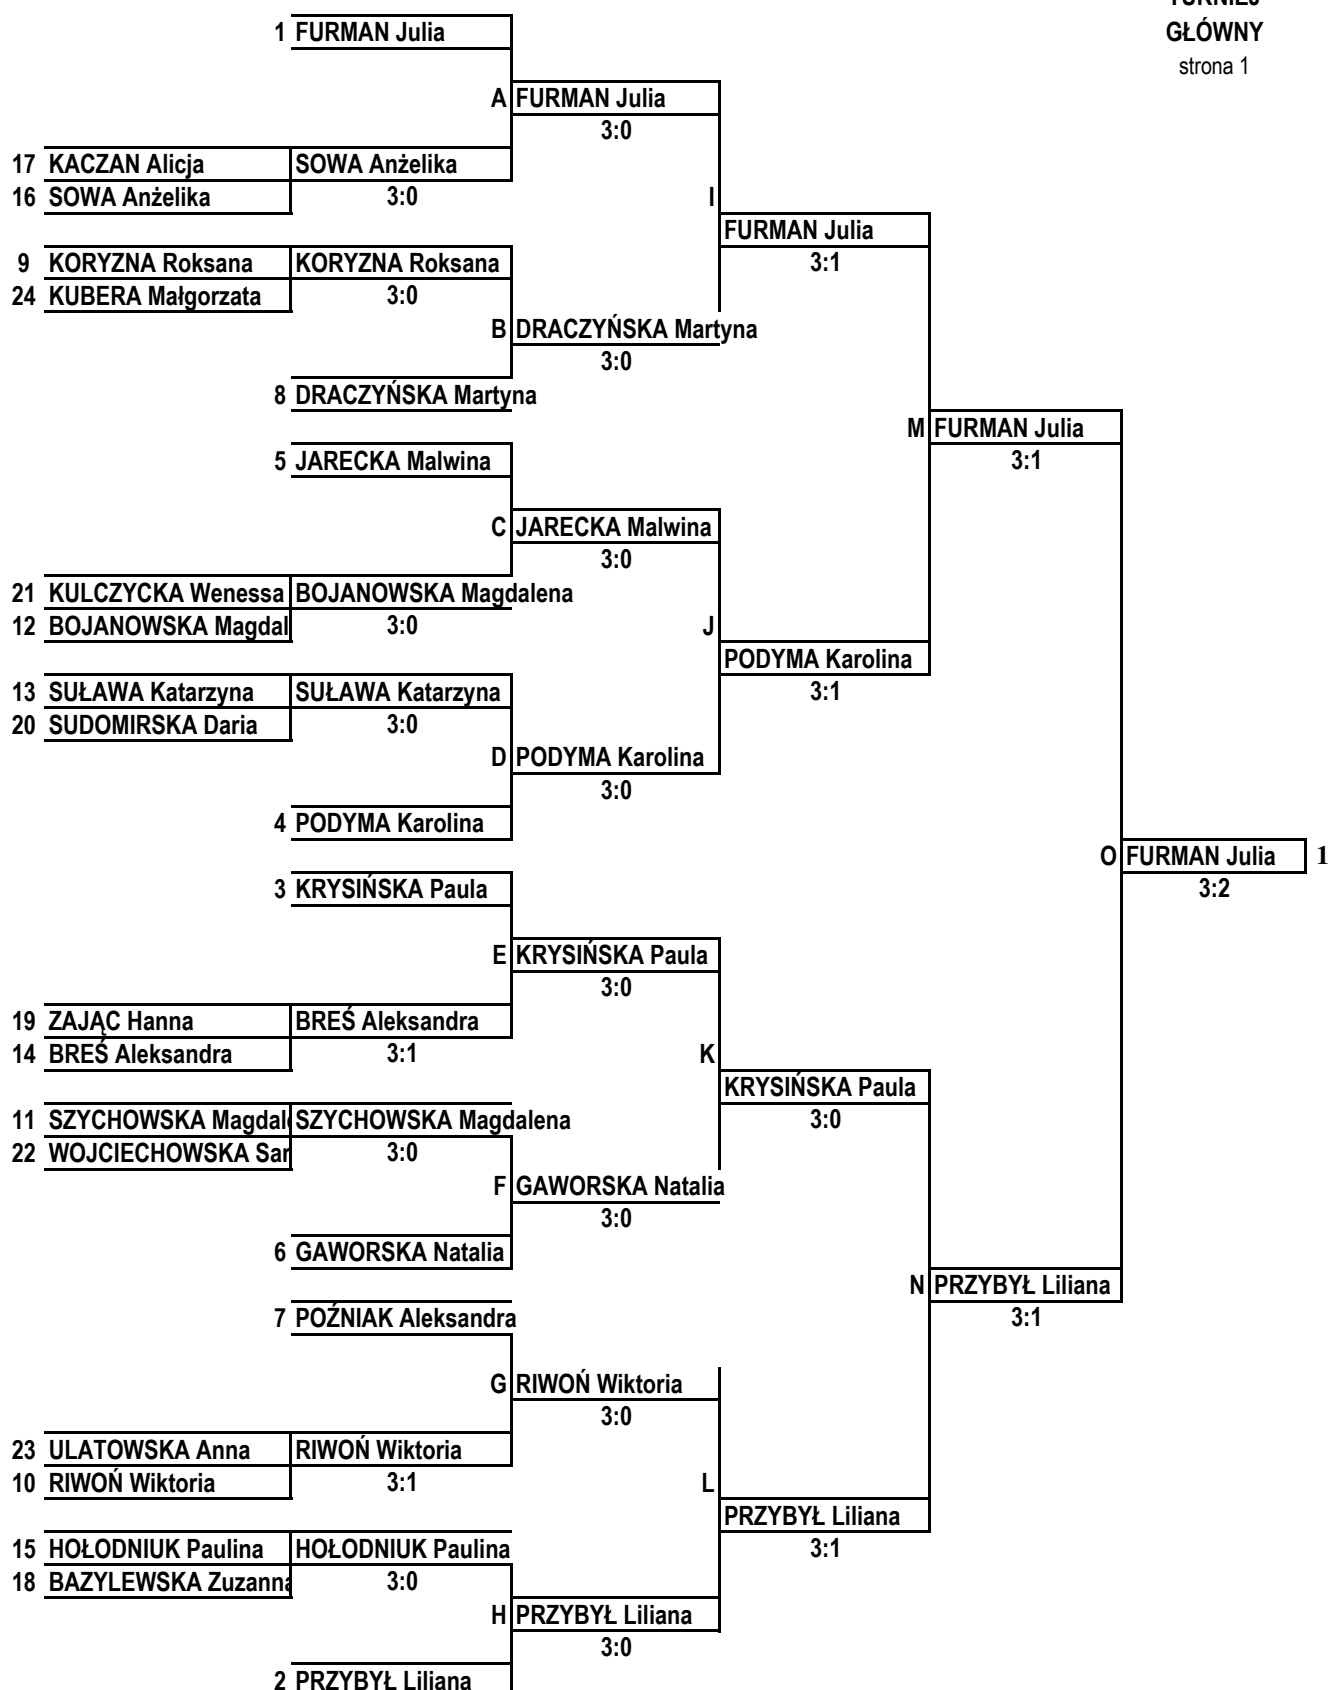 1 FURMAN Julia
GŁÓWNY
strona 1
A FURMAN Julia
3:0
17 KACZAN Alicja SOWA Anżelika
16 SOWA Anżelika 3:0 I
FURMAN Julia
9 KORYZNA Roksana KORYZNA Roksana 3:1
24 KUBERA Małgorzata 3:0
B DRACZYŃSKA Martyna
3:0
8 DRACZYŃSKA Martyna
M FURMAN Julia
5 JARECKA Malwina 3:1
C JARECKA Malwina
3:0
21 KULCZYCKA Wenessa BOJANOWSKA Magdalena
12 BOJANOWSKA Magdal 3:0 J
PODYMA Karolina
13 SUŁAWA Katarzyna SUŁAWA Katarzyna 3:1
20 SUDOMIRSKA Daria 3:0
D PODYMA Karolina
3:0
4 PODYMA Karolina
O FURMAN Julia 1
3 KRYSIŃSKA Paula 3:2
E KRYSIŃSKA Paula
3:0
19 ZAJĄC Hanna BREŚ Aleksandra
14 BREŚ Aleksandra 3:1 K
KRYSIŃSKA Paula
11 SZYCHOWSKA Magdal SZYCHOWSKA Magdalena 3:0
22 WOJCIECHOWSKA Sar 3:0
F GAWORSKA Natalia
3:0
6 GAWORSKA Natalia
N PRZYBYŁ Liliana
7 POŹNIAK Aleksandra 3:1
G RIWOŃ Wiktoria
3:0
23 ULATOWSKA Anna RIWOŃ Wiktoria
10 RIWOŃ Wiktoria 3:1 L
PRZYBYŁ Liliana
15 HOŁODNIUK Paulina HOŁODNIUK Paulina 3:1
18 BAZYLEWSKA Zuzanna 3:0
H PRZYBYŁ Liliana
3:0
2 PRZYBYŁ Liliana